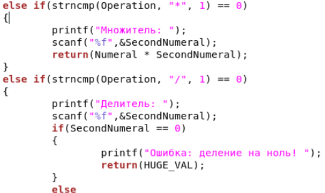 else if(strncmp(Operation, "*", 1) == 0)
{
printf("Множитель: ");
scanf("%f",&SecondNumeral);
return(Numeral * SecondNumeral);
}
else if(strncmp(Operation, "/", 1) == 0)
{
printf("Делитель: ");
scanf("%f",&SecondNumeral);
if(SecondNumeral == 0)
{
printf("Ошибка: деление на ноль! ");
return(HUGE_VAL);
}
else